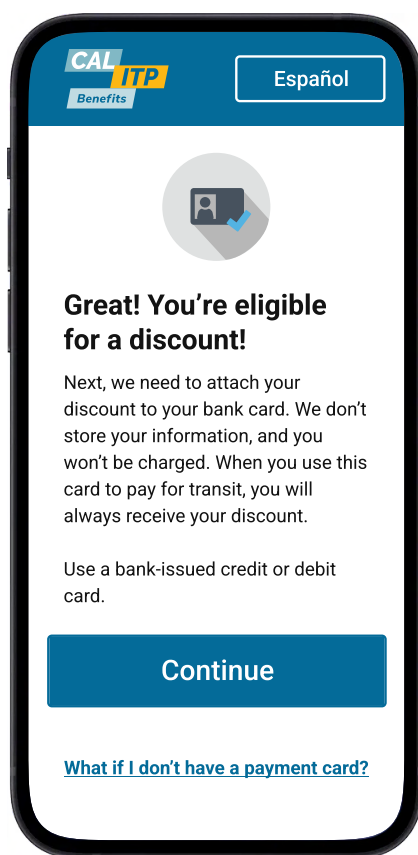 CAL
ITP
Benefits
Español
Great! You’re eligible
for a discount!
Next, we need to attach your
discount to your bank card. We don’t
store your information, and you
won’t be charged. When you use this
card to pay for transit, you will
always receive your discount.
Use a bank-issued credit or debit
card.
Continue
What if I don’t have a payment card?